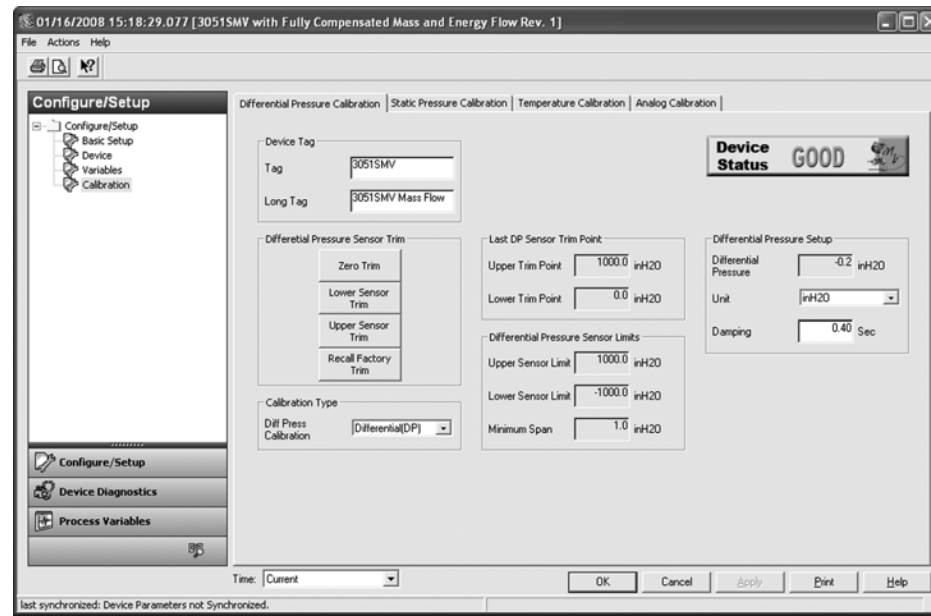 01/16/2008 15:18:29.077 [3051SMV with Fully Compensated Mass and Energy Flow Rev. 1]
File Actions Help
Configure/Setup
Configure/Setup
Basic Setup
Device
Variables
Calibration
Configure/Setup
Device Diagnostics
Process Variables
Differential Pressure Calibration
Static Pressure Calibration
Temperature Calibration
Analog Calibration
Device Tag
Tag 3051SMV
Long Tag 3051SMV Mass Flow
Device Status GOOD
Differetial Pressure Sensor Trim
Zero Trim
Lower Sensor Trim
Upper Sensor Trim
Recall Factory Trim
Calibration Type
Diff Press Calibration Differential(DP)
Last DP Sensor Trim Point
Upper Trim Point 1000.0 inH2O
Lower Trim Point 0.0 inH2O
Differential Pressure Sensor Limits
Upper Sensor Limit 1000.0 inH2O
Lower Sensor Limit -1000.0 inH2O
Minimum Span 1.0 inH2O
Differential Pressure Setup
Differential Pressure -0.2 inH2O
Unit inH2O
Damping 0.40 Sec
Time: Current
OK
Cancel
Apply
Print
Help
last synchronized: Device Parameters not Synchronized.